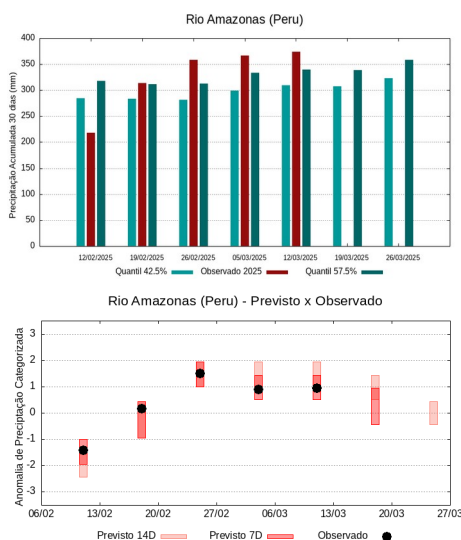 Rio Amazonas (Peru)
Precipitação Acumulada 30 dias (mm)
400
350
300
250
200
150
100
50
0
12/02/2025 19/02/2025 26/02/2025 05/03/2025 12/03/2025 19/03/2025 26/03/2025
Quantil 42.5% Observado 2025 Quantil 57.5%
Rio Amazonas (Peru) - Previsto x Observado
Anomalia de Preciptação Categorizada
3
2
1
0
-1
-2
-3
06/02 13/02 20/02 27/02 06/03 13/03 20/03 27/03
Previsto 14D Previsto 7D Observado